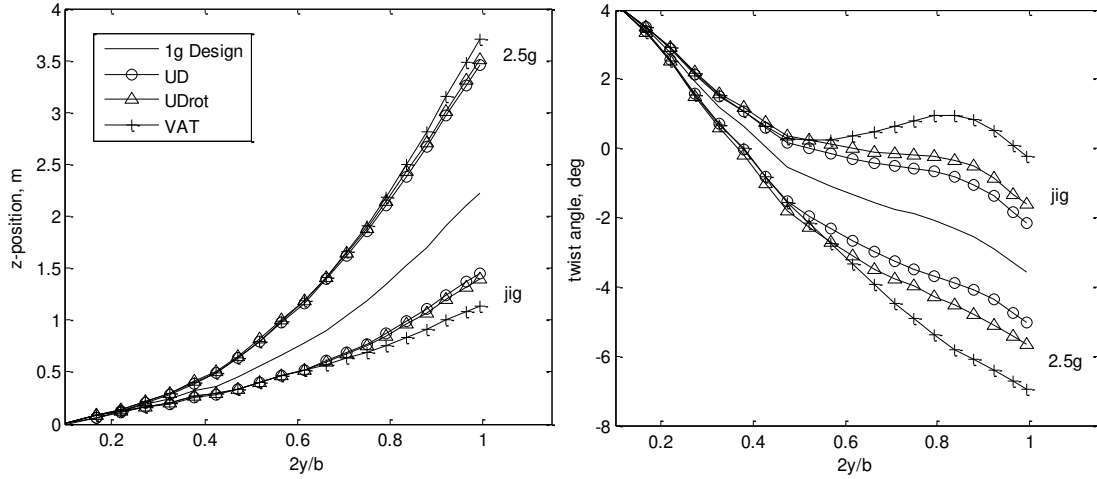 4
3.5
3
2.5
2
1.5
1
0.5
0
0.2
0.4
0.6
0.8
1
2y/b
z-position, m
1g Design
UD
UDrot
VAT
2.5g
jig
4
2
0
-2
-4
-6
-8
0.2
0.4
0.6
0.8
1
2y/b
twist angle, deg
jig
2.5g